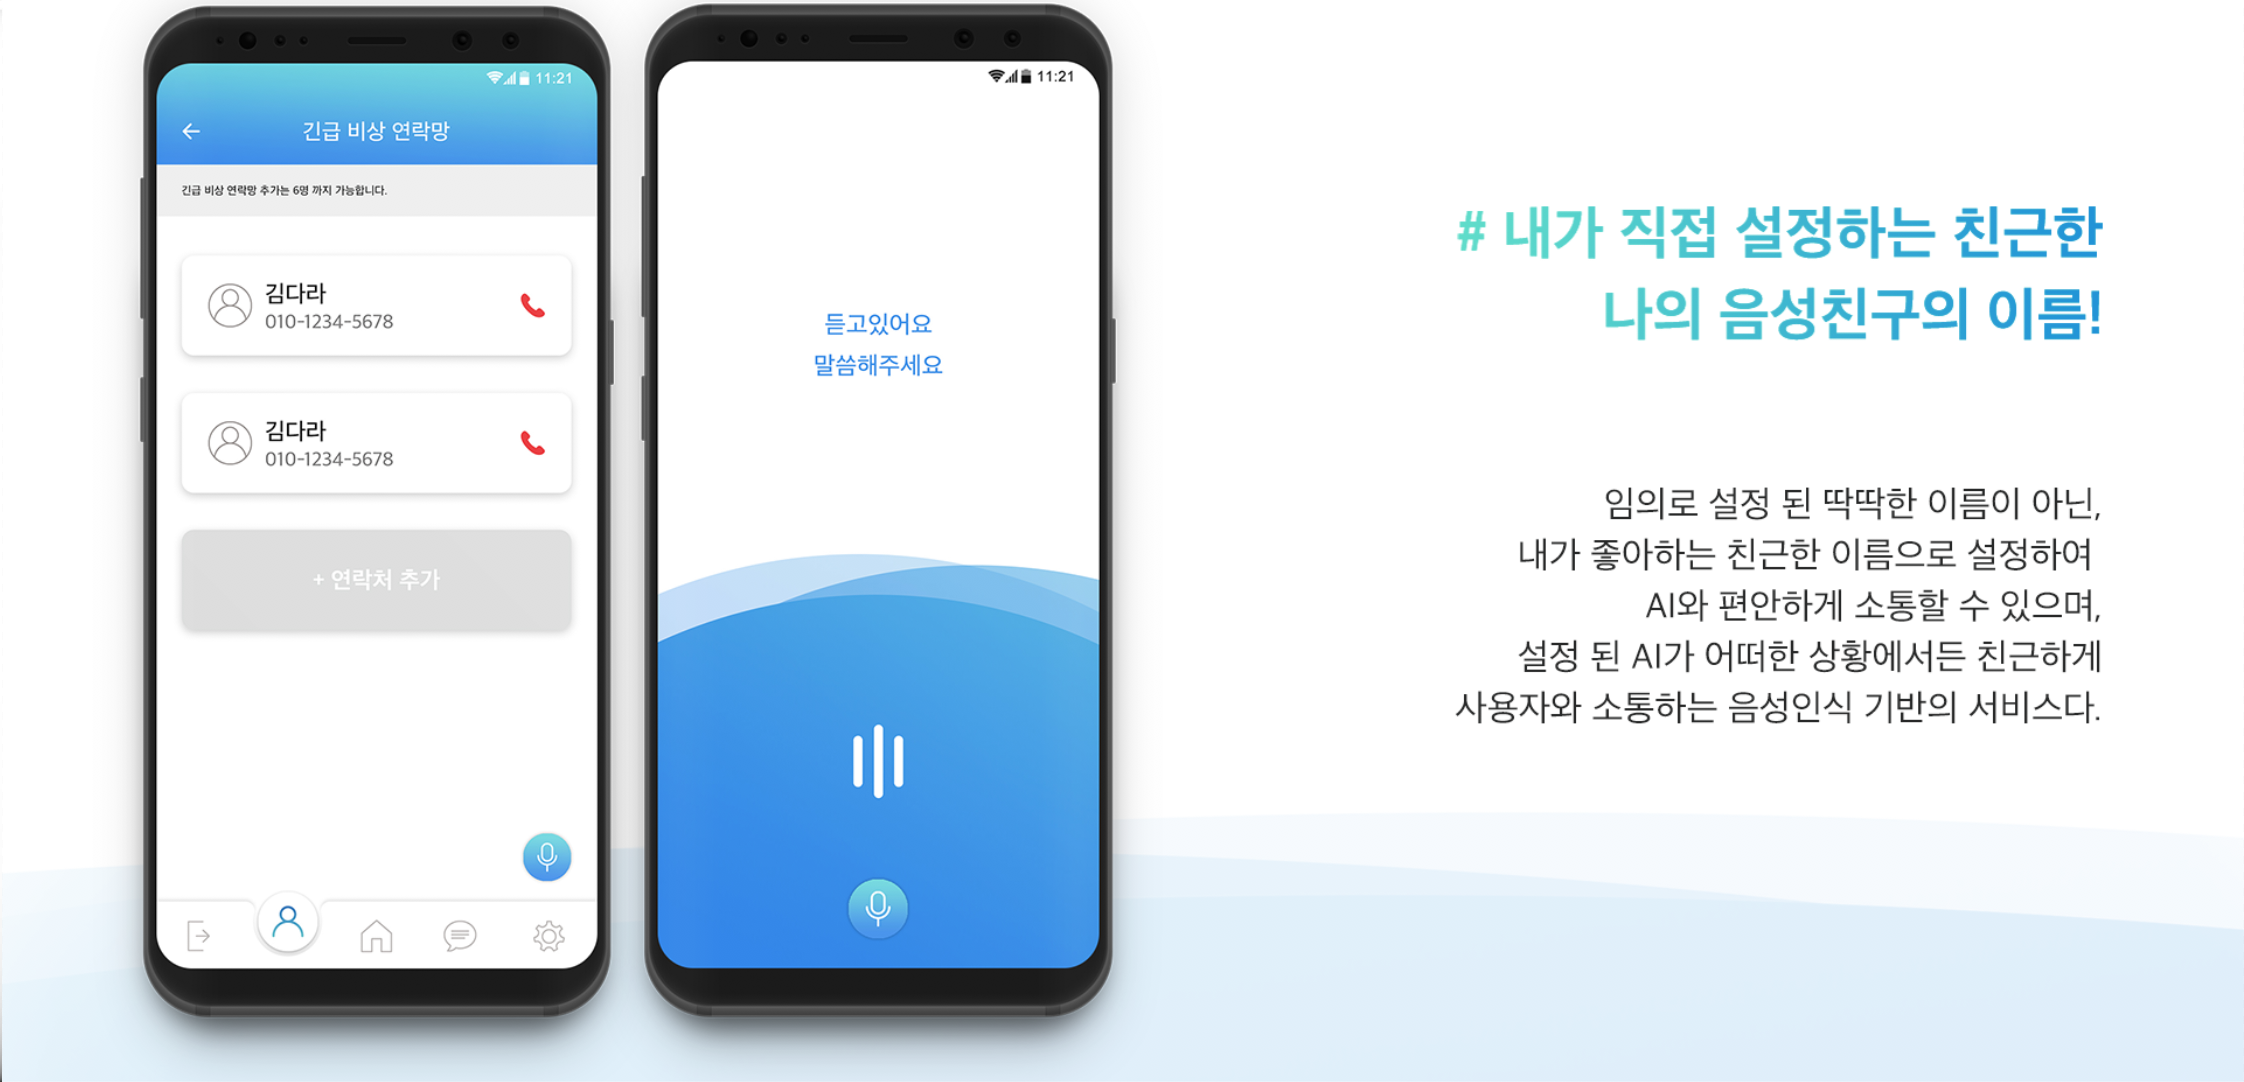 11:21
긴급 비상 연락망
긴급 비상 연락망 추가는 6명 까지 가능합니다.
김다라
010-1234-5678
김다라
010-1234-5678
+ 연락처 추가
11:21
듣고있어요
말씀해주세요
# 내가 직접 설정하는 친근한
나의 음성친구의 이름!
임의로 설정 된 딱딱한 이름이 아닌,
내가 좋아하는 친근한 이름으로 설정하여
AI와 편안하게 소통할 수 있으며,
설정 된 AI가 어떠한 상황에서든 친근하게
사용자와 소통하는 음성인식 기반의 서비스다.